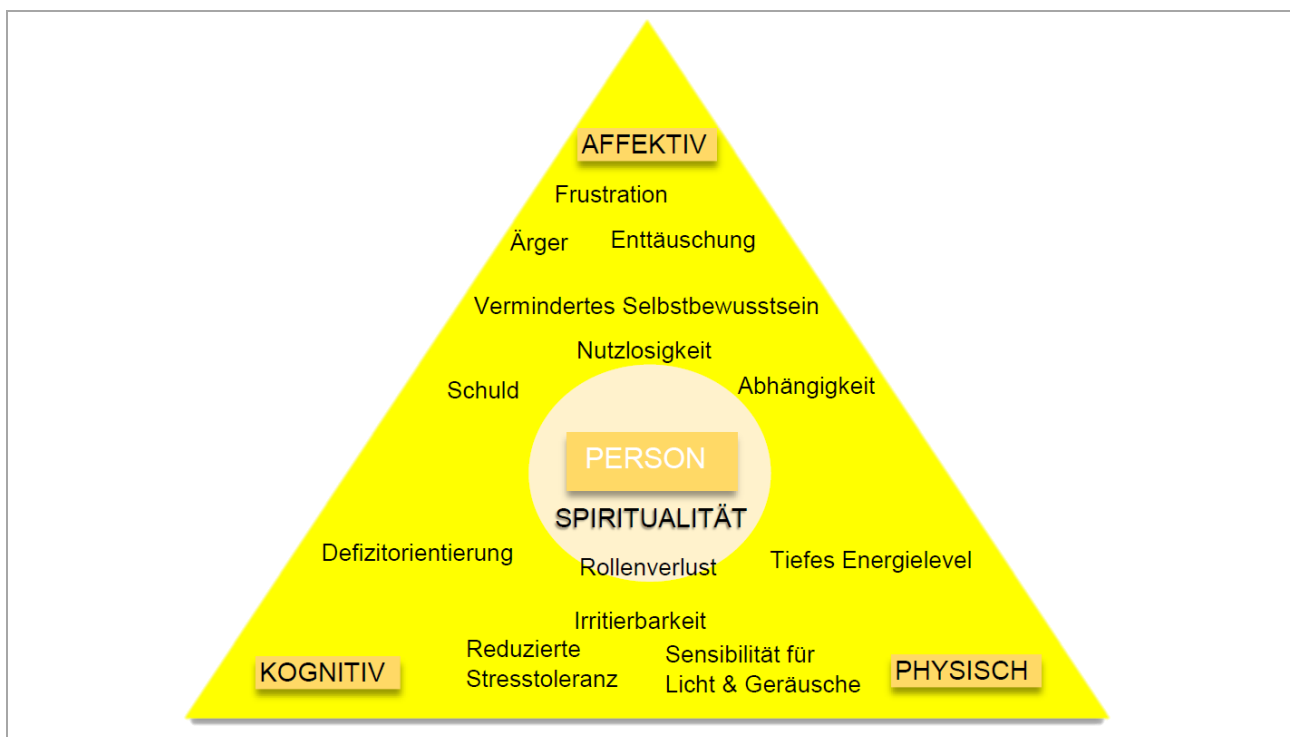 AFFEKTIV
Frustration
Ärger
Enttäuschung
Vermindertes Selbstbewusstsein
Nutzlosigkeit
Schuld
Abhängigkeit
PERSON
SPIRITUALITÄT
Defizitorientierung
Rollenverlust
Tiefes Energielevel
Irritierbarkeit
KOGNITIV
Reduzierte
Stresstoleranz
Sensibilität für
Licht & Geräusche
PHYSISCH